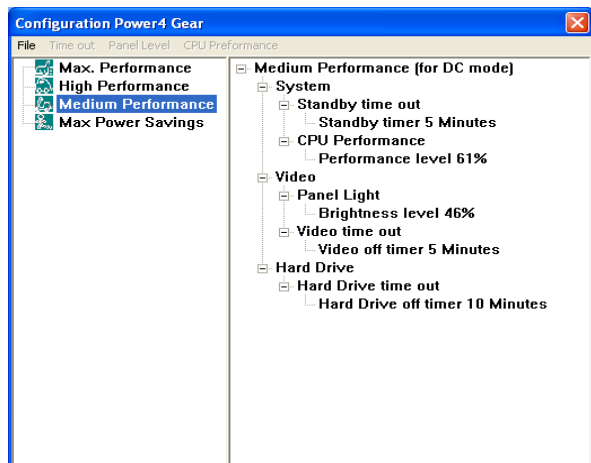 Configuration Power4 Gear
File Time out Panel Level CPU Preformance
Max. Performance
High Performance
Medium Performance
Max Power Savings
Medium Performance (for DC mode)
System
Standby time out
Standby timer 5 Minutes
CPU Performance
Performance level 61%
Video
Panel Light
Brightness level 46%
Video time out
Video off timer 5 Minutes
Hard Drive
Hard Drive time out
Hard Drive off timer 10 Minutes